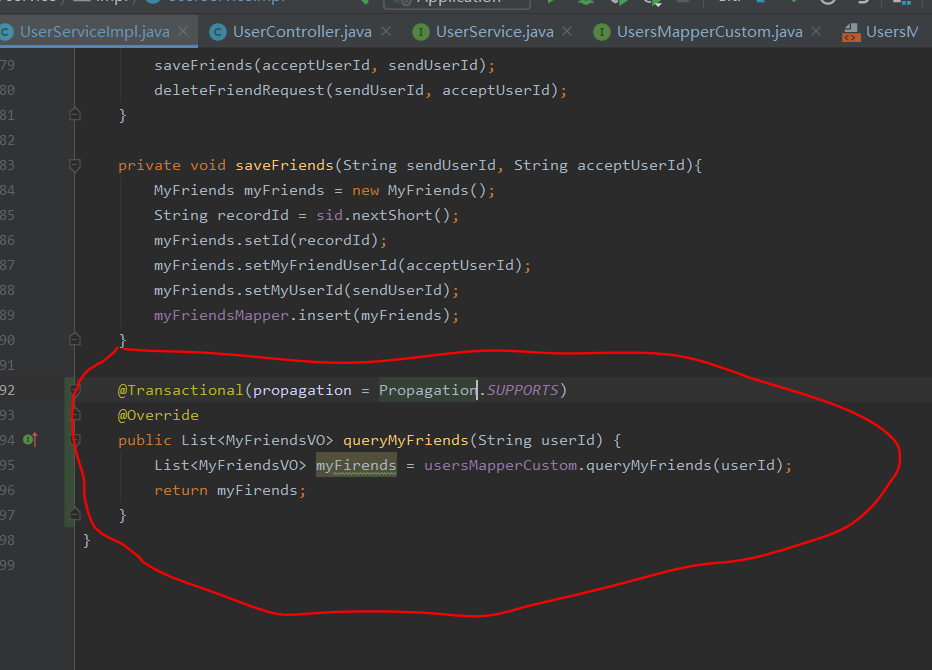 UserServiceImpl.java
UserController.java
UserService.java
UsersMapperCustom.java
UsersM
79 saveFriends(acceptUserId, sendUserId);
80 deleteFriendRequest(sendUserId, acceptUserId);
81 }
82
83 private void saveFriends(String sendUserId, String acceptUserId){
84 MyFriends myFriends = new MyFriends();
85 String recordId = sid.nextShort();
86 myFriends.setId(recordId);
87 myFriends.setMyFriendUserId(acceptUserId);
88 myFriends.setMyUserId(sendUserId);
89 myFriendsMapper.insert(myFriends);
90 }
91
92 @Transactional(propagation = Propagation.SUPPORTS)
93 @Override
94 public List<MyFriendsVO> queryMyFriends(String userId) {
95 List<MyFriendsVO> myFirends = usersMapperCustom.queryMyFriends(userId);
96 return myFirends;
97 }
98 }
99